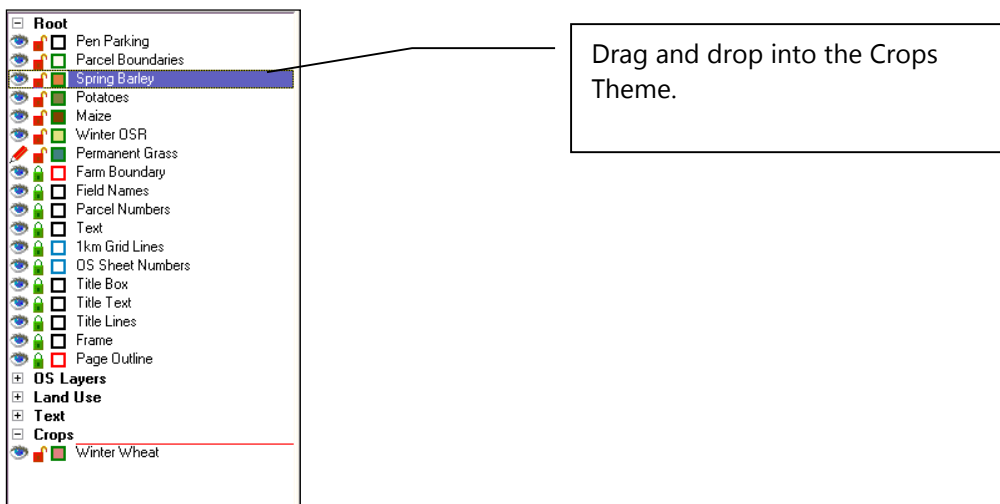 Root
Pen Parking
Parcel Boundaries
Spring Barley
Potatoes
Maize
Winter OSR
Permanent Grass
Farm Boundary
Field Names
Parcel Numbers
Text
1km Grid Lines
OS Sheet Numbers
Title Box
Title Text
Title Lines
Frame
Page Outline
OS Layers
Land Use
Text
Crops
Winter Wheat
Drag and drop into the Crops
Theme.